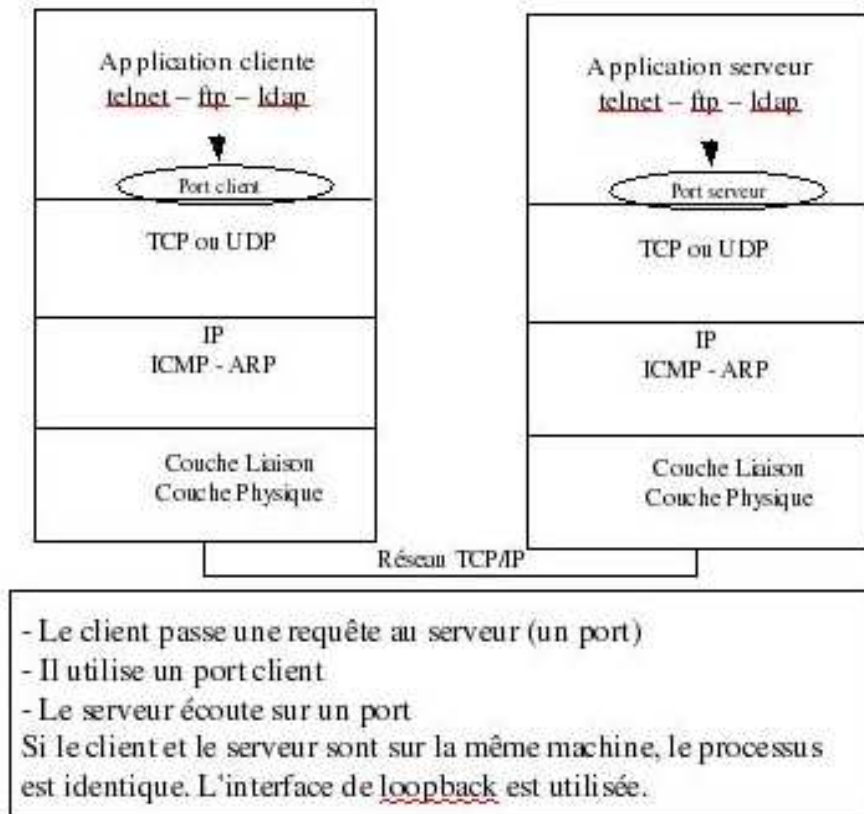 Application cliente
telnet – ftp – ldap
Port client
TCP ou UDP
IP
ICMP - ARP
Couche Liaison
Couche Physique
Application serveur
telnet – ftp – ldap
Port serveur
TCP ou UDP
IP
ICMP - ARP
Couche Liaison
Couche Physique
Réseau TCP/IP
- Le client passe une requête au serveur (un port)
- Il utilise un port client
- Le serveur écoute sur un port
Si le client et le serveur sont sur la même machine, le processus
est identique. L'interface de loopback est utilisée.